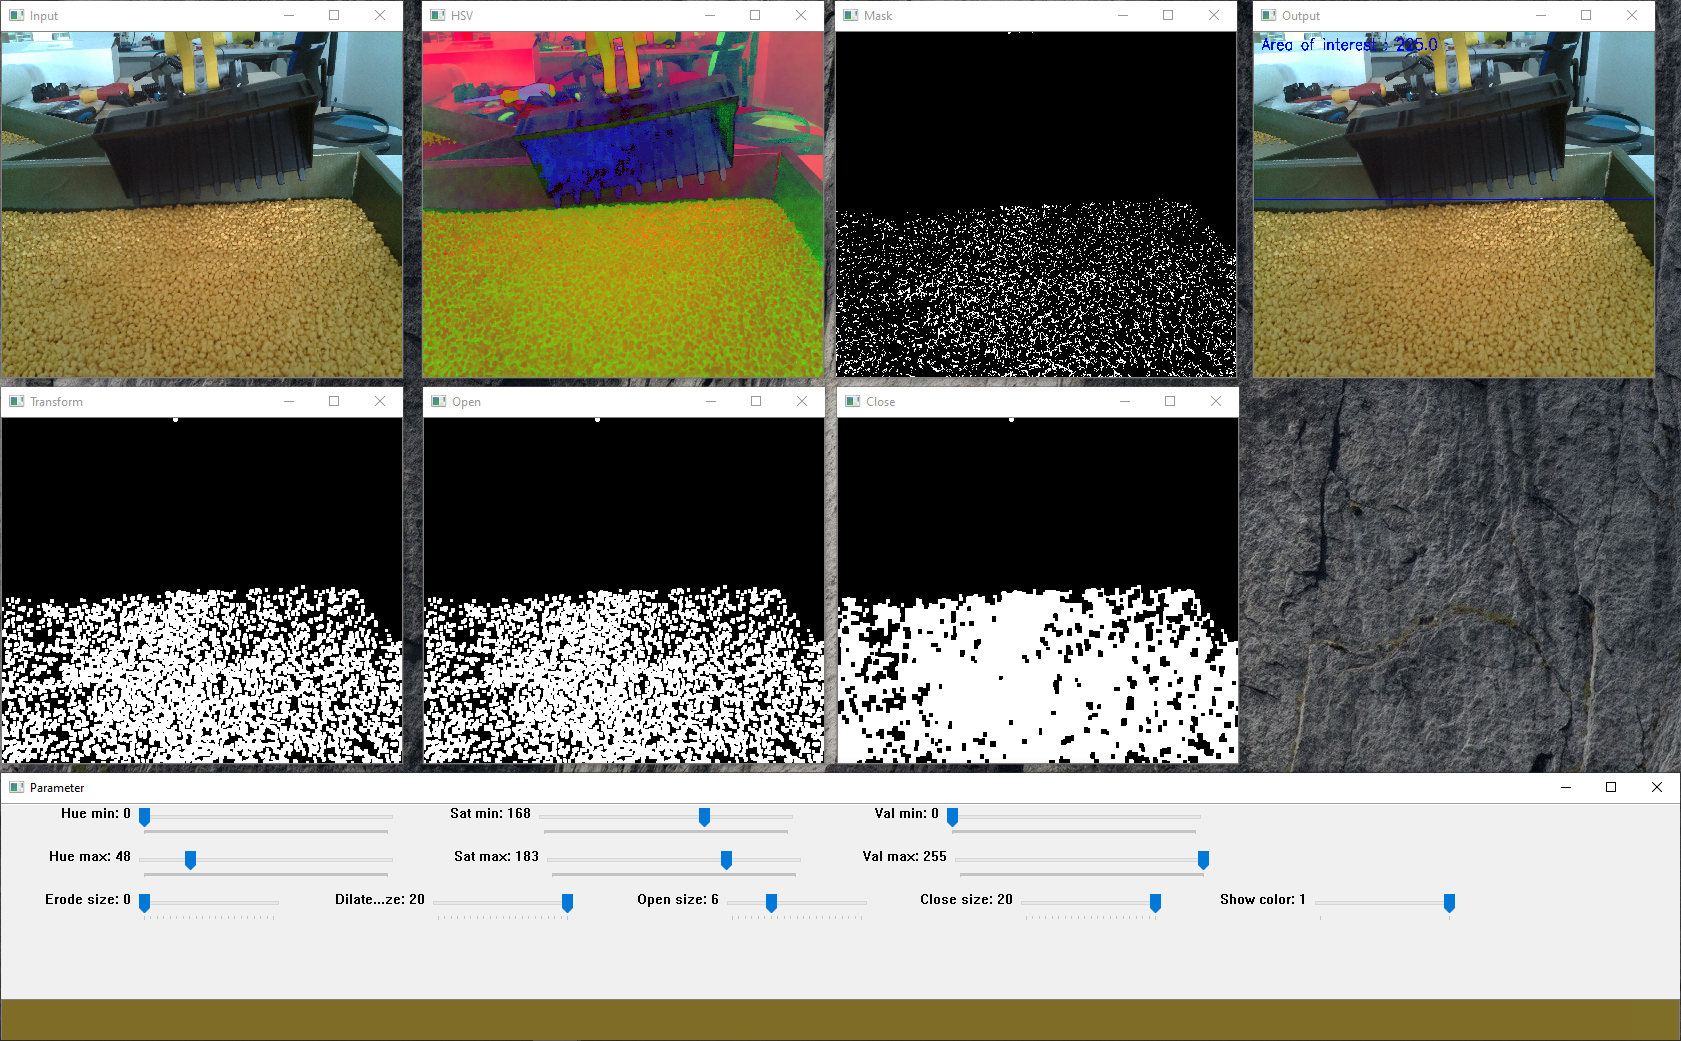 Input
HSV
Mask
Output
Area of interest : 225.0
Transform
Open
Close
Parameter
Hue min: 0
Sat min: 168
Val min: 0
Hue max: 48
Sat max: 183
Val max: 255
Erode size: 0
Dilate...ze: 20
Open size: 6
Close size: 20
Show color: 1